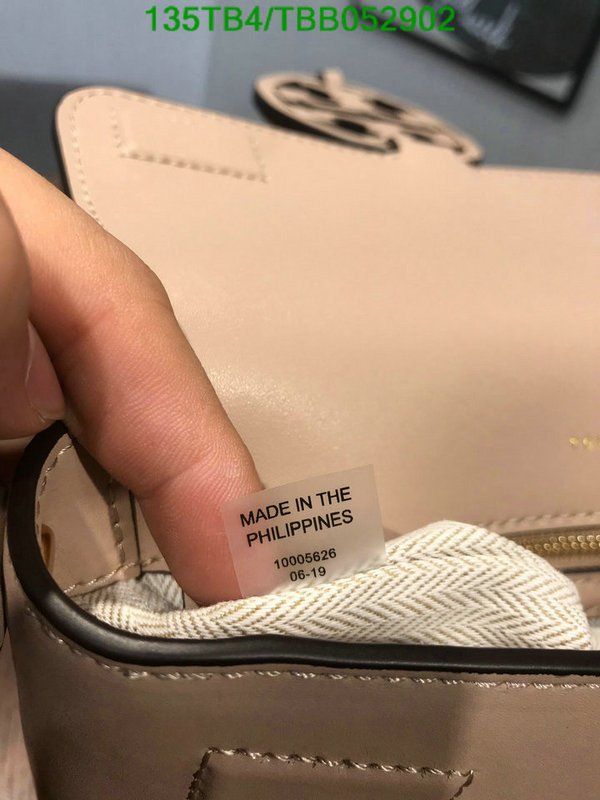 135TB4/TBB052902
MADE IN THE
PHILIPPINES
10005626
06-19